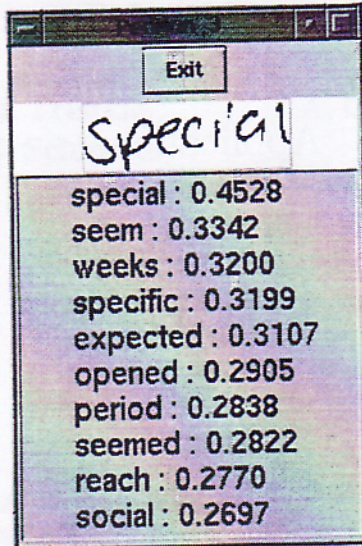 Exit
special
special : 0.4528
seem : 0.3342
weeks : 0.3200
specific : 0.3199
expected : 0.3107
opened : 0.2905
period : 0.2838
seemed : 0.2822
reach : 0.2770
social : 0.2697